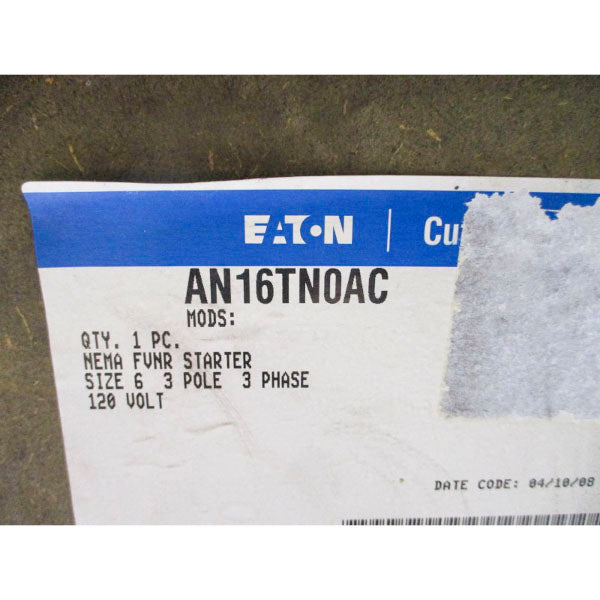 EATON | Cu
AN16TN0AC
MODS:
QTY. 1 PC.
NEMA FVNR STARTER
SIZE 6 3 POLE 3 PHASE
120 VOLT
DATE CODE: 04/10/08